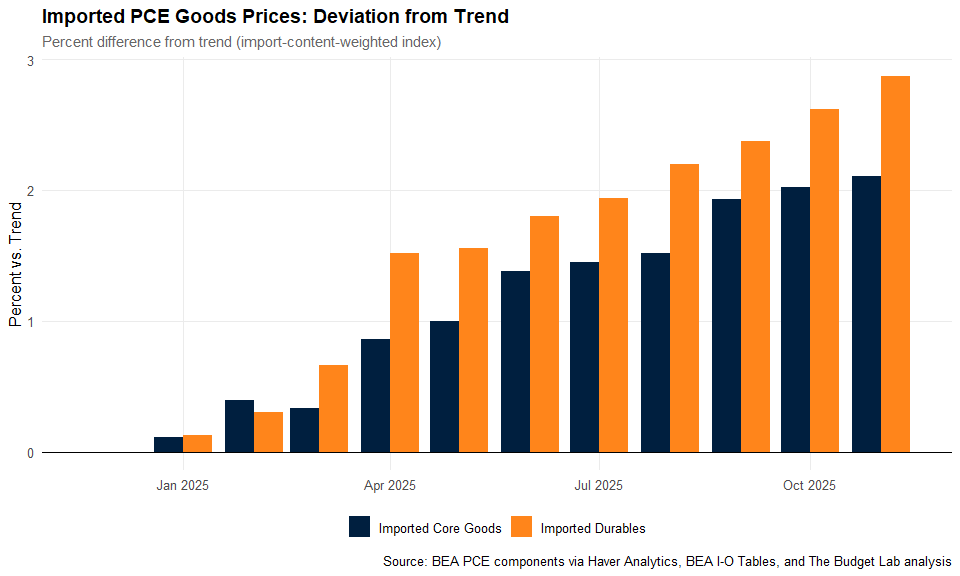 Imported PCE Goods Prices: Deviation from Trend
Percent difference from trend (import-content-weighted index)
Percent vs. Trend
3
2
1
0
Jan 2025 Apr 2025 Jul 2025 Oct 2025
Imported Core Goods Imported Durables
Source: BEA PCE components via Haver Analytics, BEA I-O Tables, and The Budget Lab analysis